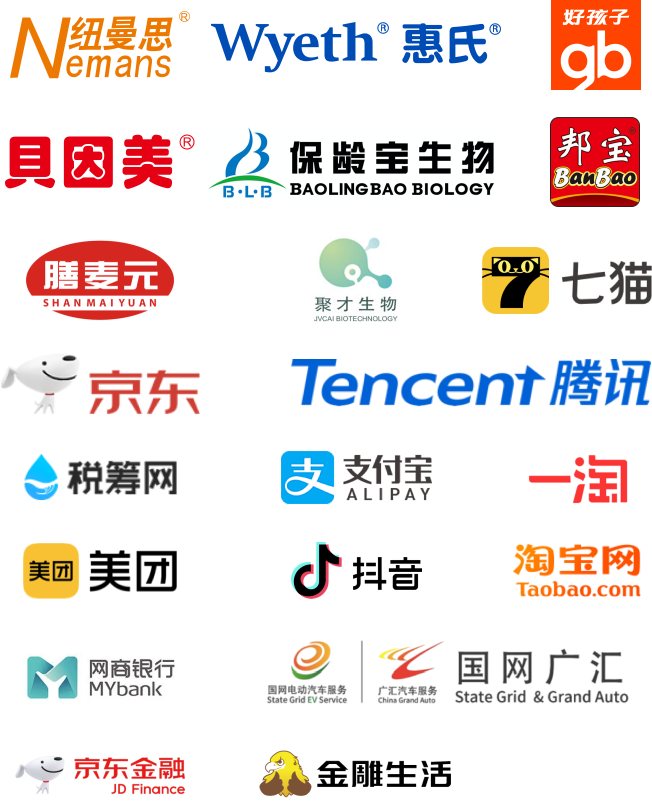 纽曼思®
Nemans
Wyeth® 惠氏®
好孩子
gb
貝因美®
B·L·B
保龄宝生物
BAOLINGBAO BIOLOGY
邦宝®
BanBao
膳麦元
SHANMAIYUAN
聚才生物
JVCAI BIOTECHNOLOGY
7
七猫
京东
Tencent 腾讯
税筹网
支
支付宝
ALIPAY
一淘
美团
美团
抖音
淘宝网
Taobao.com
网商银行
MYbank
国网电动汽车服务
State Grid EV Service
广汇汽车服务
China Grand Auto
国网广汇
State Grid & Grand Auto
京东金融
JD Finance
金雕生活